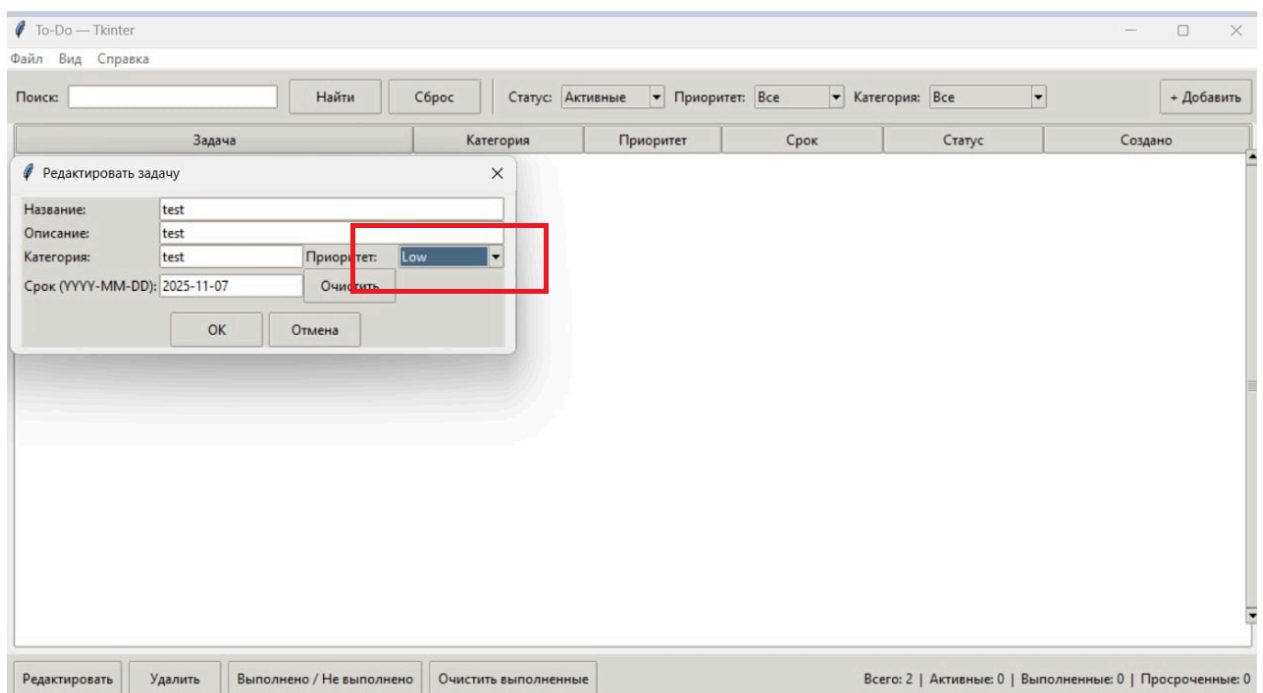 To-Do — Tkinter
Файл Вид Справка
Поиск: Найти Сброс Статус: Активные Приоритет: Все Категория: Все + Добавить
Задача Категория Приоритет Срок Статус Создано
Редактировать задачу
Название: test
Описание: test
Категория: test Приоритет: Low
Срок (YYYY-MM-DD): 2025-11-07 Очистить
ОК Отмена
Редактировать Удалить Выполнено / Не выполнено Очистить выполненные Всего: 2 | Активные: 0 | Выполненные: 0 | Просроченные: 0